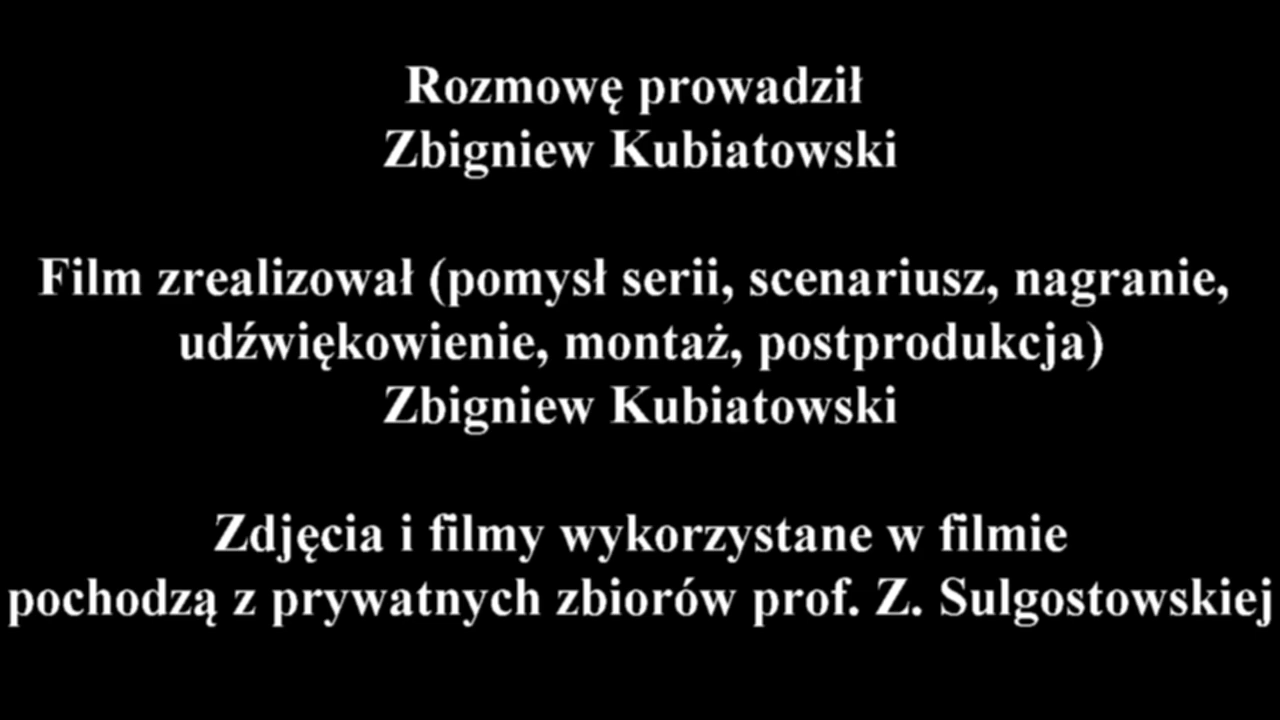 Rozmowę prowadził
Zbigniew Kubiatowski
Film zrealizował (pomysł serii, scenariusz, nagranie,
udźwiękowienie, montaż, postprodukcja)
Zbigniew Kubiatowski
Zdjęcia i filmy wykorzystane w filmie
pochodzą z prywatnych zbiorów prof. Z. Sulgostowskiej